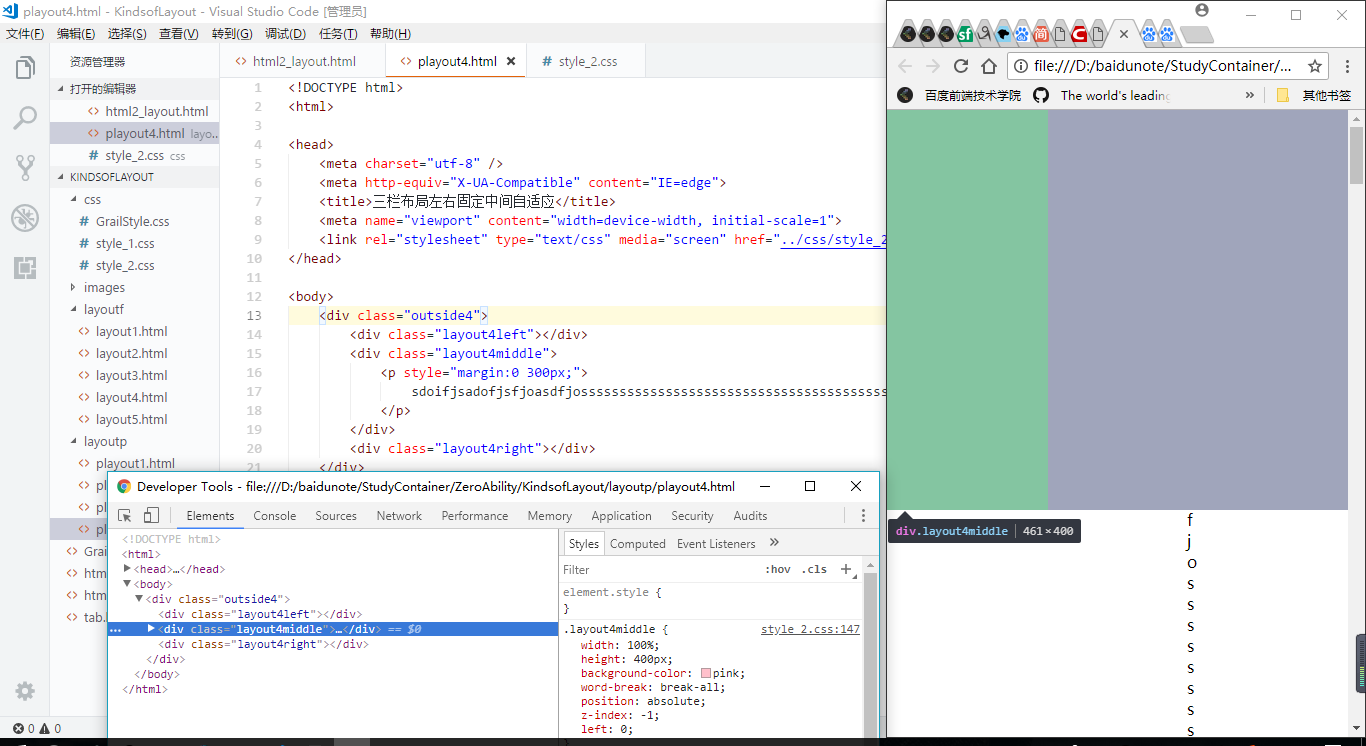 playout4.html - KindsofLayout - Visual Studio Code [管理员]
文件(F) 编辑(E) 选择(S) 查看(V) 转到(G) 调试(D) 任务(T) 帮助(H)
资源管理器
打开的编辑器
html2_layout.html
playout4.html layo...
style_2.css css
KINDSOFLAYOUT
css
GrailStyle.css
style_1.css
style_2.css
images
layoutf
layout1.html
layout2.html
layout3.html
layout4.html
layout5.html
layoutp
playout1.html
html2_layout.html
playout4.html
style_2.css
1 <!DOCTYPE html>
2 <html>
3
4 <head>
5 <meta charset="utf-8" />
6 <meta http-equiv="X-UA-Compatible" content="IE=edge">
7 <title>三栏布局左右固定中间自适应</title>
8 <meta name="viewport" content="width=device-width, initial-scale=1">
9 <link rel="stylesheet" type="text/css" media="screen" href="../css/style_2
10 </head>
11
12 <body>
13 <div class="outside4">
14 <div class="layout4left"></div>
15 <div class="layout4middle">
16 <p style="margin:0 300px;">
17 sdoifjsadofjsfjoasdfjosssssssssssssssssssssssssssssssssssssssss
18 </p>
19 </div>
20 <div class="layout4right"></div>
21 </div>
0 0
Developer Tools - file:///D:/baidunote/StudyContainer/ZeroAbility/KindsofLayout/layoutp/playout4.html
Elements Console Sources Network Performance Memory Application Security Audits
<!DOCTYPE html>
<html>
<head>…</head>
<body>
<div class="outside4">
<div class="layout4left"></div>
<div class="layout4middle">…</div> == $0
<div class="layout4right"></div>
</div>
</body>
</html>
Styles Computed Event Listeners »
Filter :hov .cls +
element.style {
}
.layout4middle { style_2.css:147
width: 100%;
height: 400px;
background-color: pink;
word-break: break-all;
position: absolute;
z-index: -1;
left: 0;
sf 简
file:///D:/baidunote/StudyContainer/...
百度前端技术学院 The world's leading » 其他书签
div.layout4middle 461×400
f
j
o
s
s
s
s
s
s
s
s